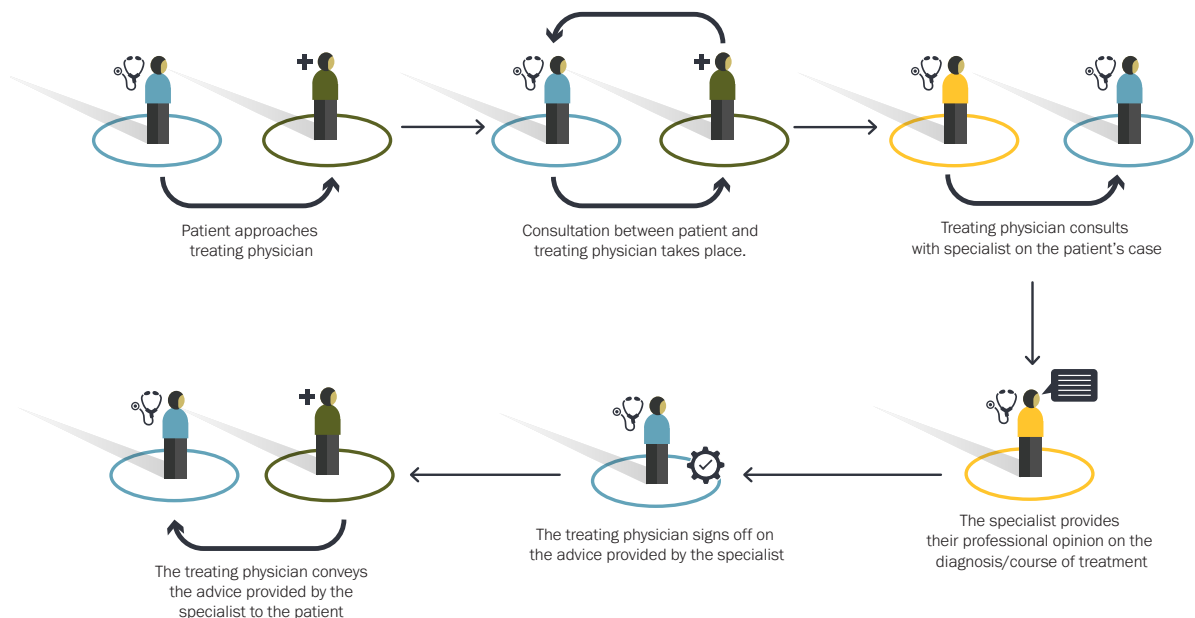 Patient approaches
treating physician
Consultation between patient and
treating physician takes place.
Treating physician consults
with specialist on the patient’s case
The specialist provides
their professional opinion on the
diagnosis/course of treatment
The treating physician signs off on
the advice provided by the specialist
The treating physician conveys
the advice provided by the
specialist to the patient